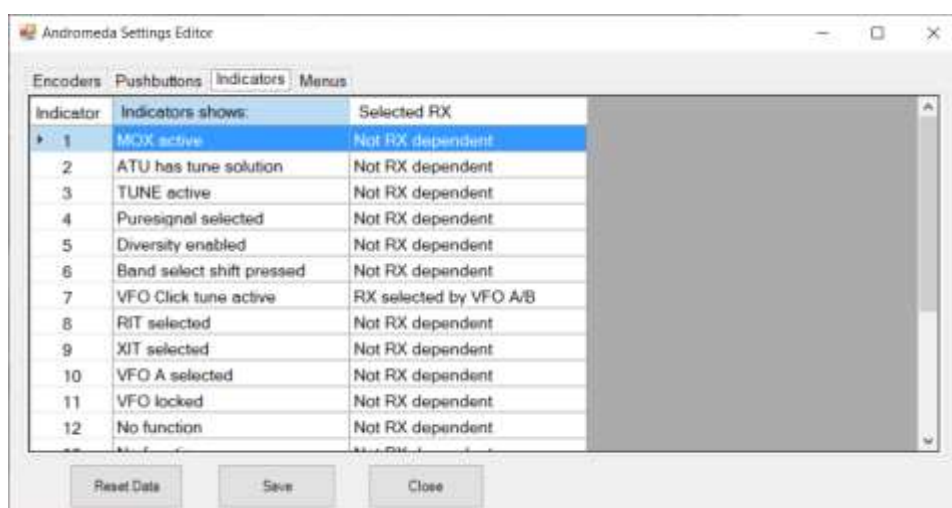 Andromeda Settings Editor
Encoders Pushbuttons Indicators Menus
Indicator Indicators shows: Selected RX
1 MOX active Not RX dependent
2 ATU has tune solution Not RX dependent
3 TUNE active Not RX dependent
4 Puresignal selected Not RX dependent
5 Diversity enabled Not RX dependent
6 Band select shift pressed Not RX dependent
7 VFO Click tune active RX selected by VFO A/B
8 RIT selected Not RX dependent
9 XIT selected Not RX dependent
10 VFO A selected Not RX dependent
11 VFO locked Not RX dependent
12 No function Not RX dependent
Reset Data Save Close